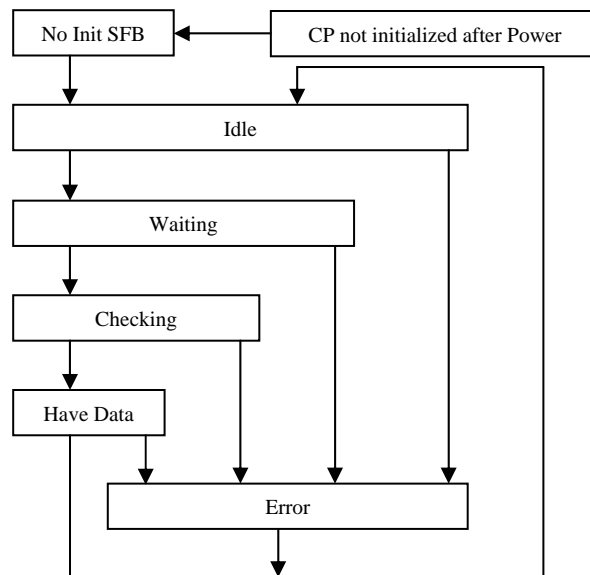 No Init SFB
CP not initialized after Power
Idle
Waiting
Checking
Have Data
Error